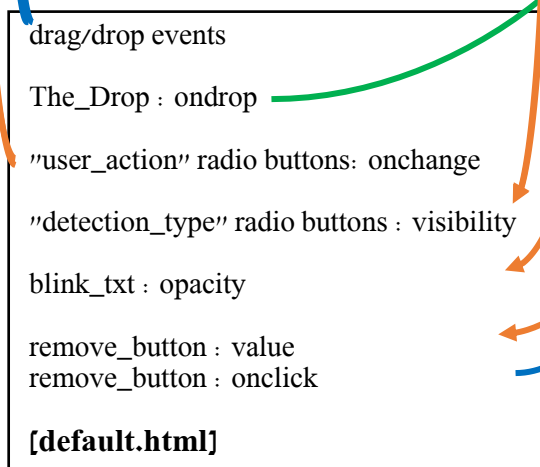 drag/drop events
The_Drop : ondrop
"user_action" radio buttons: onchange
"detection_type" radio buttons : visibility
blink_txt : opacity
remove_button : value
remove_button : onclick
[default.html]